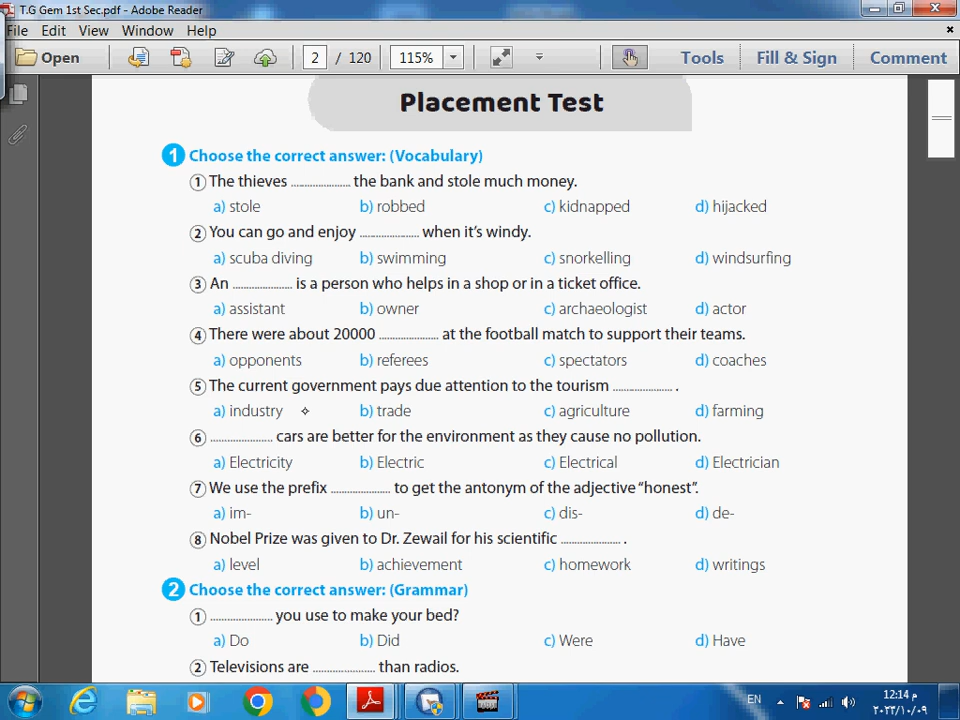 T.G Gem 1st Sec.pdf - Adobe Reader
File Edit View Window Help
Open 2 / 120 115% Tools Fill & Sign Comment
Placement Test
1 Choose the correct answer: (Vocabulary)
1 The thieves ..................... the bank and stole much money.
a) stole b) robbed c) kidnapped d) hijacked
2 You can go and enjoy ..................... when it's windy.
a) scuba diving b) swimming c) snorkelling d) windsurfing
3 An ..................... is a person who helps in a shop or in a ticket office.
a) assistant b) owner c) archaeologist d) actor
4 There were about 20000 ..................... at the football match to support their teams.
a) opponents b) referees c) spectators d) coaches
5 The current government pays due attention to the tourism ..................... .
a) industry b) trade c) agriculture d) farming
6 ..................... cars are better for the environment as they cause no pollution.
a) Electricity b) Electric c) Electrical d) Electrician
7 We use the prefix ..................... to get the antonym of the adjective "honest".
a) im- b) un- c) dis- d) de-
8 Nobel Prize was given to Dr. Zewail for his scientific ..................... .
a) level b) achievement c) homework d) writings
2 Choose the correct answer: (Grammar)
1 ..................... you use to make your bed?
a) Do b) Did c) Were d) Have
2 Televisions are ..................... than radios.
EN 12:14 م
٢٠٢٣/١٠/٠٩